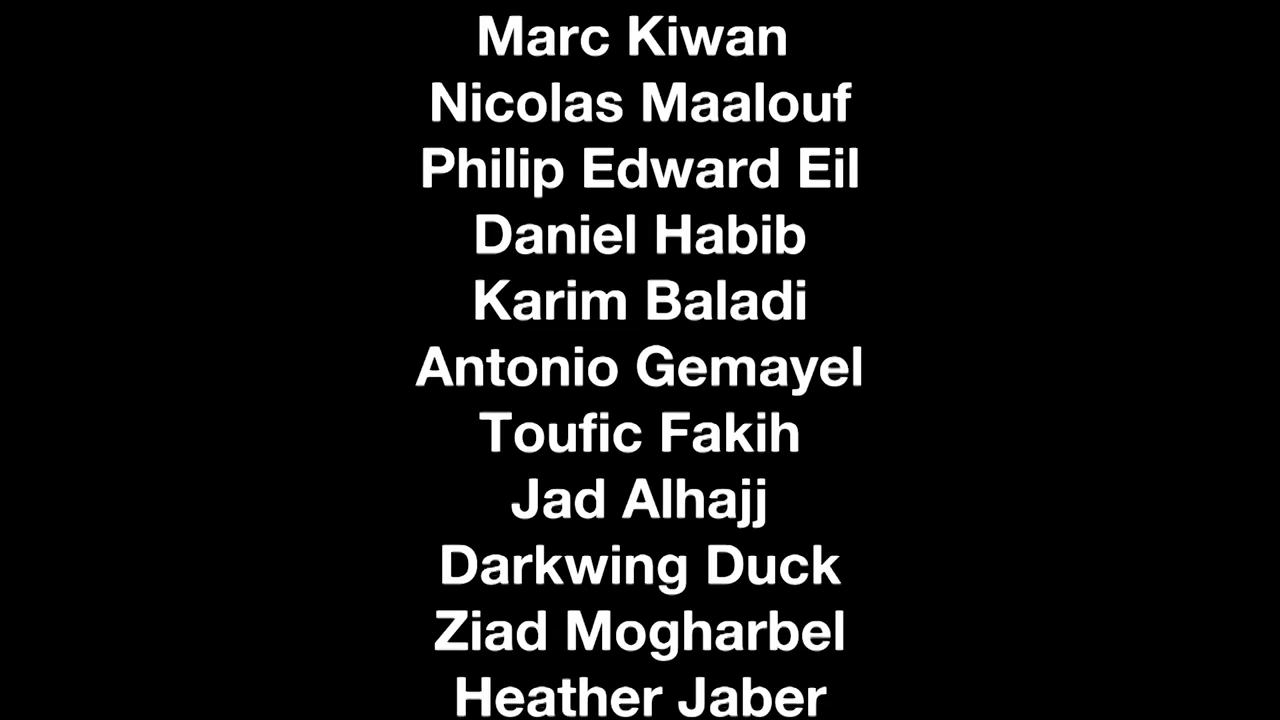 Marc Kiwan
Nicolas Maalouf
Philip Edward Eil
Daniel Habib
Karim Baladi
Antonio Gemayel
Toufic Fakih
Jad Alhajj
Darkwing Duck
Ziad Mogharbel
Heather Jaber